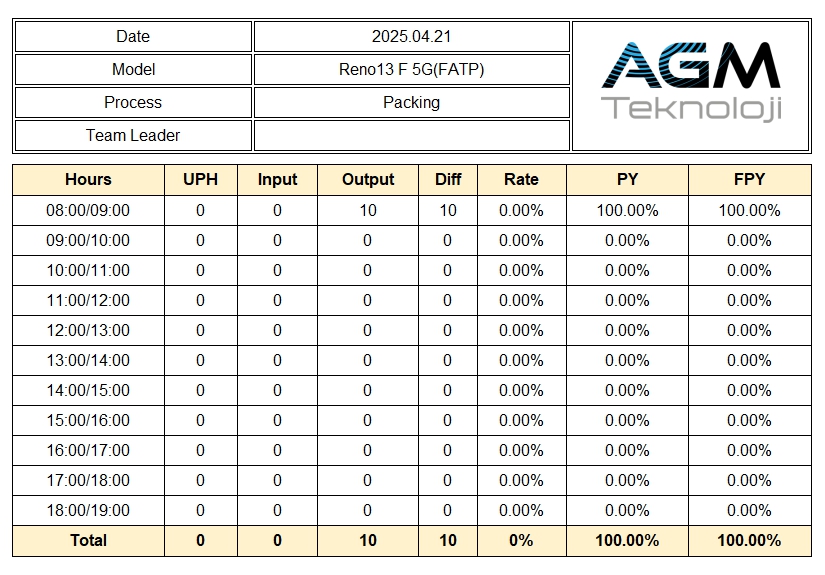 Date 2025.04.21
Model Reno13 F 5G(FATP)
Process Packing
Team Leader
AGM
Teknoloji
Hours UPH Input Output Diff Rate PY FPY
08:00/09:00 0 0 10 10 0.00% 100.00% 100.00%
09:00/10:00 0 0 0 0 0.00% 0.00% 0.00%
10:00/11:00 0 0 0 0 0.00% 0.00% 0.00%
11:00/12:00 0 0 0 0 0.00% 0.00% 0.00%
12:00/13:00 0 0 0 0 0.00% 0.00% 0.00%
13:00/14:00 0 0 0 0 0.00% 0.00% 0.00%
14:00/15:00 0 0 0 0 0.00% 0.00% 0.00%
15:00/16:00 0 0 0 0 0.00% 0.00% 0.00%
16:00/17:00 0 0 0 0 0.00% 0.00% 0.00%
17:00/18:00 0 0 0 0 0.00% 0.00% 0.00%
18:00/19:00 0 0 0 0 0.00% 0.00% 0.00%
Total 0 0 10 10 0% 100.00% 100.00%